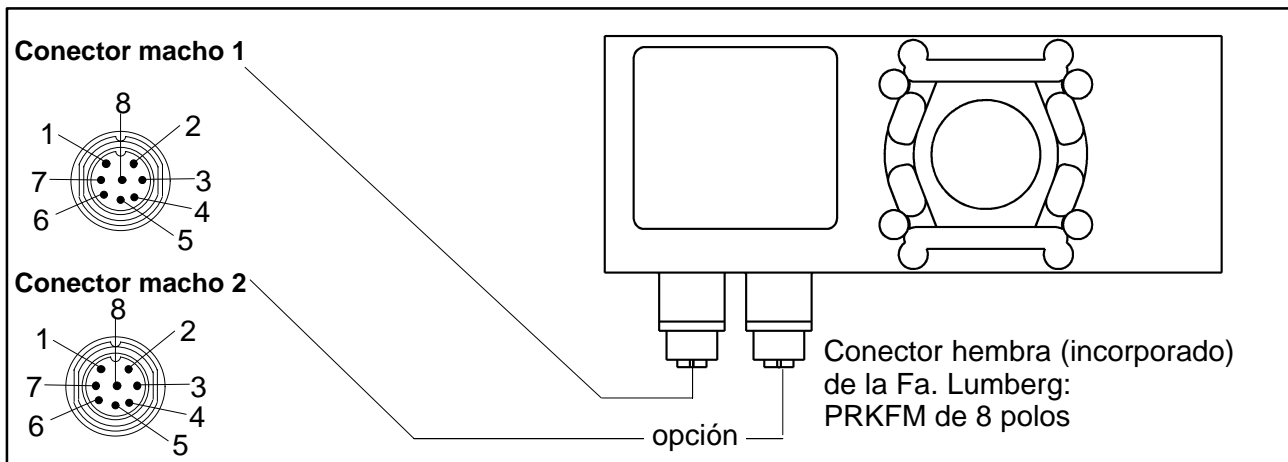 Conector macho 1
8
1
2
7
3
6
4
5
Conector macho 2
8
1
2
7
3
6
4
5
Conector hembra (incorporado)
de la Fa. Lumberg:
PRKFM de 8 polos
opción